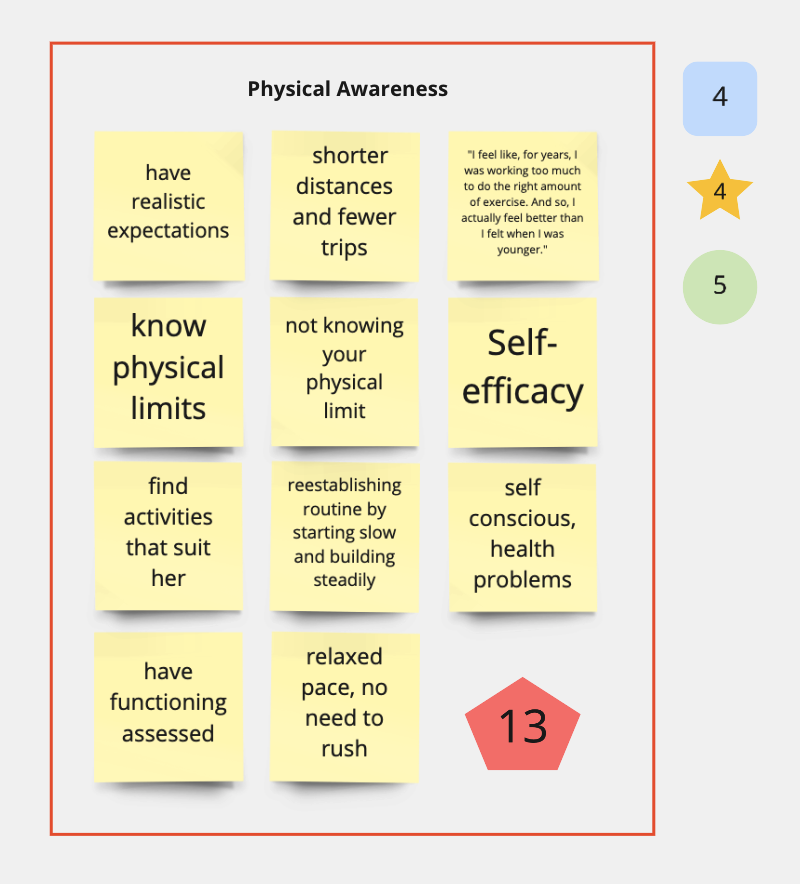 Physical Awareness
have
realistic
expectations
shorter
distances
and fewer
trips
"I feel like, for years, I
was working too much
to do the right amount
of exercise. And so, I
actually feel better than
I felt when I was
younger."
know
physical
limits
not knowing
your
physical
limit
Self-
efficacy
find
activities
that suit
her
reestablishing
routine by
starting slow
and building
steadily
self
conscious,
health
problems
have
functioning
assessed
relaxed
pace, no
need to
rush
13
4
4
5